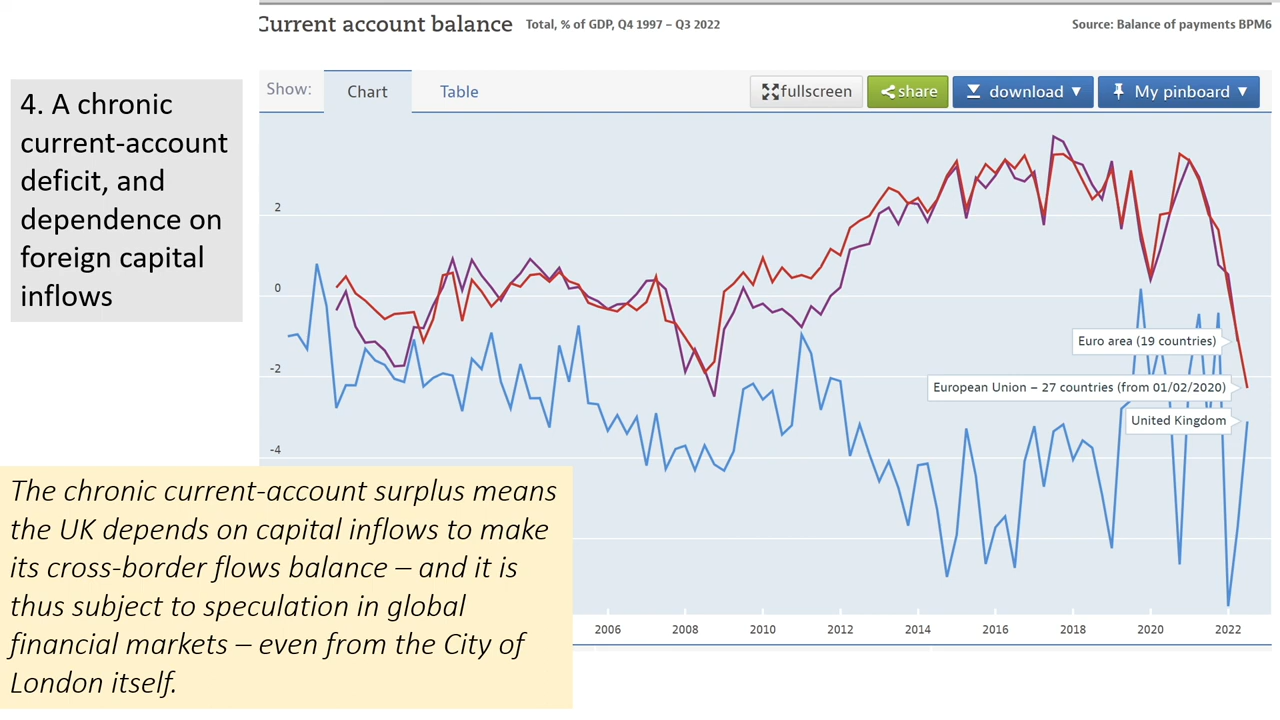 Current account balance Total, % of GDP, Q4 1997 – Q3 2022 Source: Balance of payments BPM6
4. A chronic
current-account
deficit, and
dependence on
foreign capital
inflows
Show: Chart Table fullscreen share download ▼ My pinboard ▼
2
0
-2
-4
Euro area (19 countries)
European Union – 27 countries (from 01/02/2020)
United Kingdom
2006 2008 2010 2012 2014 2016 2018 2020 2022
The chronic current-account surplus means
the UK depends on capital inflows to make
its cross-border flows balance – and it is
thus subject to speculation in global
financial markets – even from the City of
London itself.